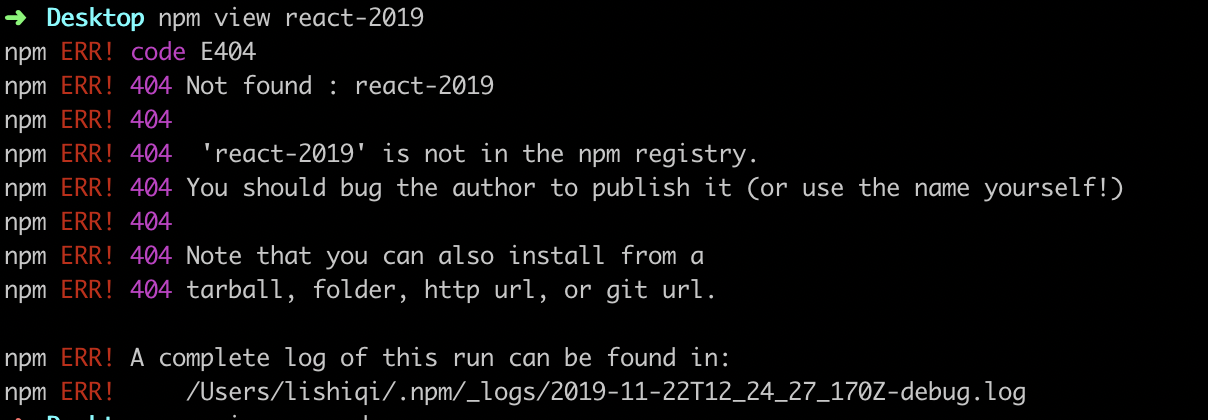 ➜ Desktop npm view react-2019
npm ERR! code E404
npm ERR! 404 Not found : react-2019
npm ERR! 404
npm ERR! 404  'react-2019' is not in the npm registry.
npm ERR! 404 You should bug the author to publish it (or use the name yourself!)
npm ERR! 404
npm ERR! 404 Note that you can also install from a
npm ERR! 404 tarball, folder, http url, or git url.
npm ERR! A complete log of this run can be found in:
npm ERR!     /Users/lishiqi/.npm/_logs/2019-11-22T12_24_27_170Z-debug.log